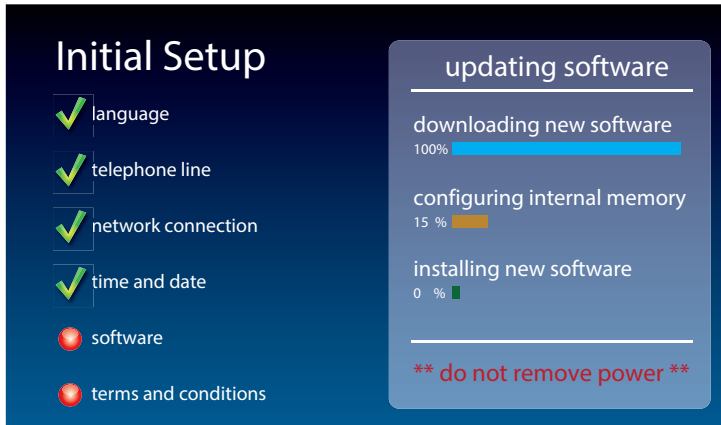 Initial Setup
language
telephone line
network connection
time and date
software
terms and conditions
updating software
downloading new software
100%
configuring internal memory
15 %
installing new software
0 %
** do not remove power **